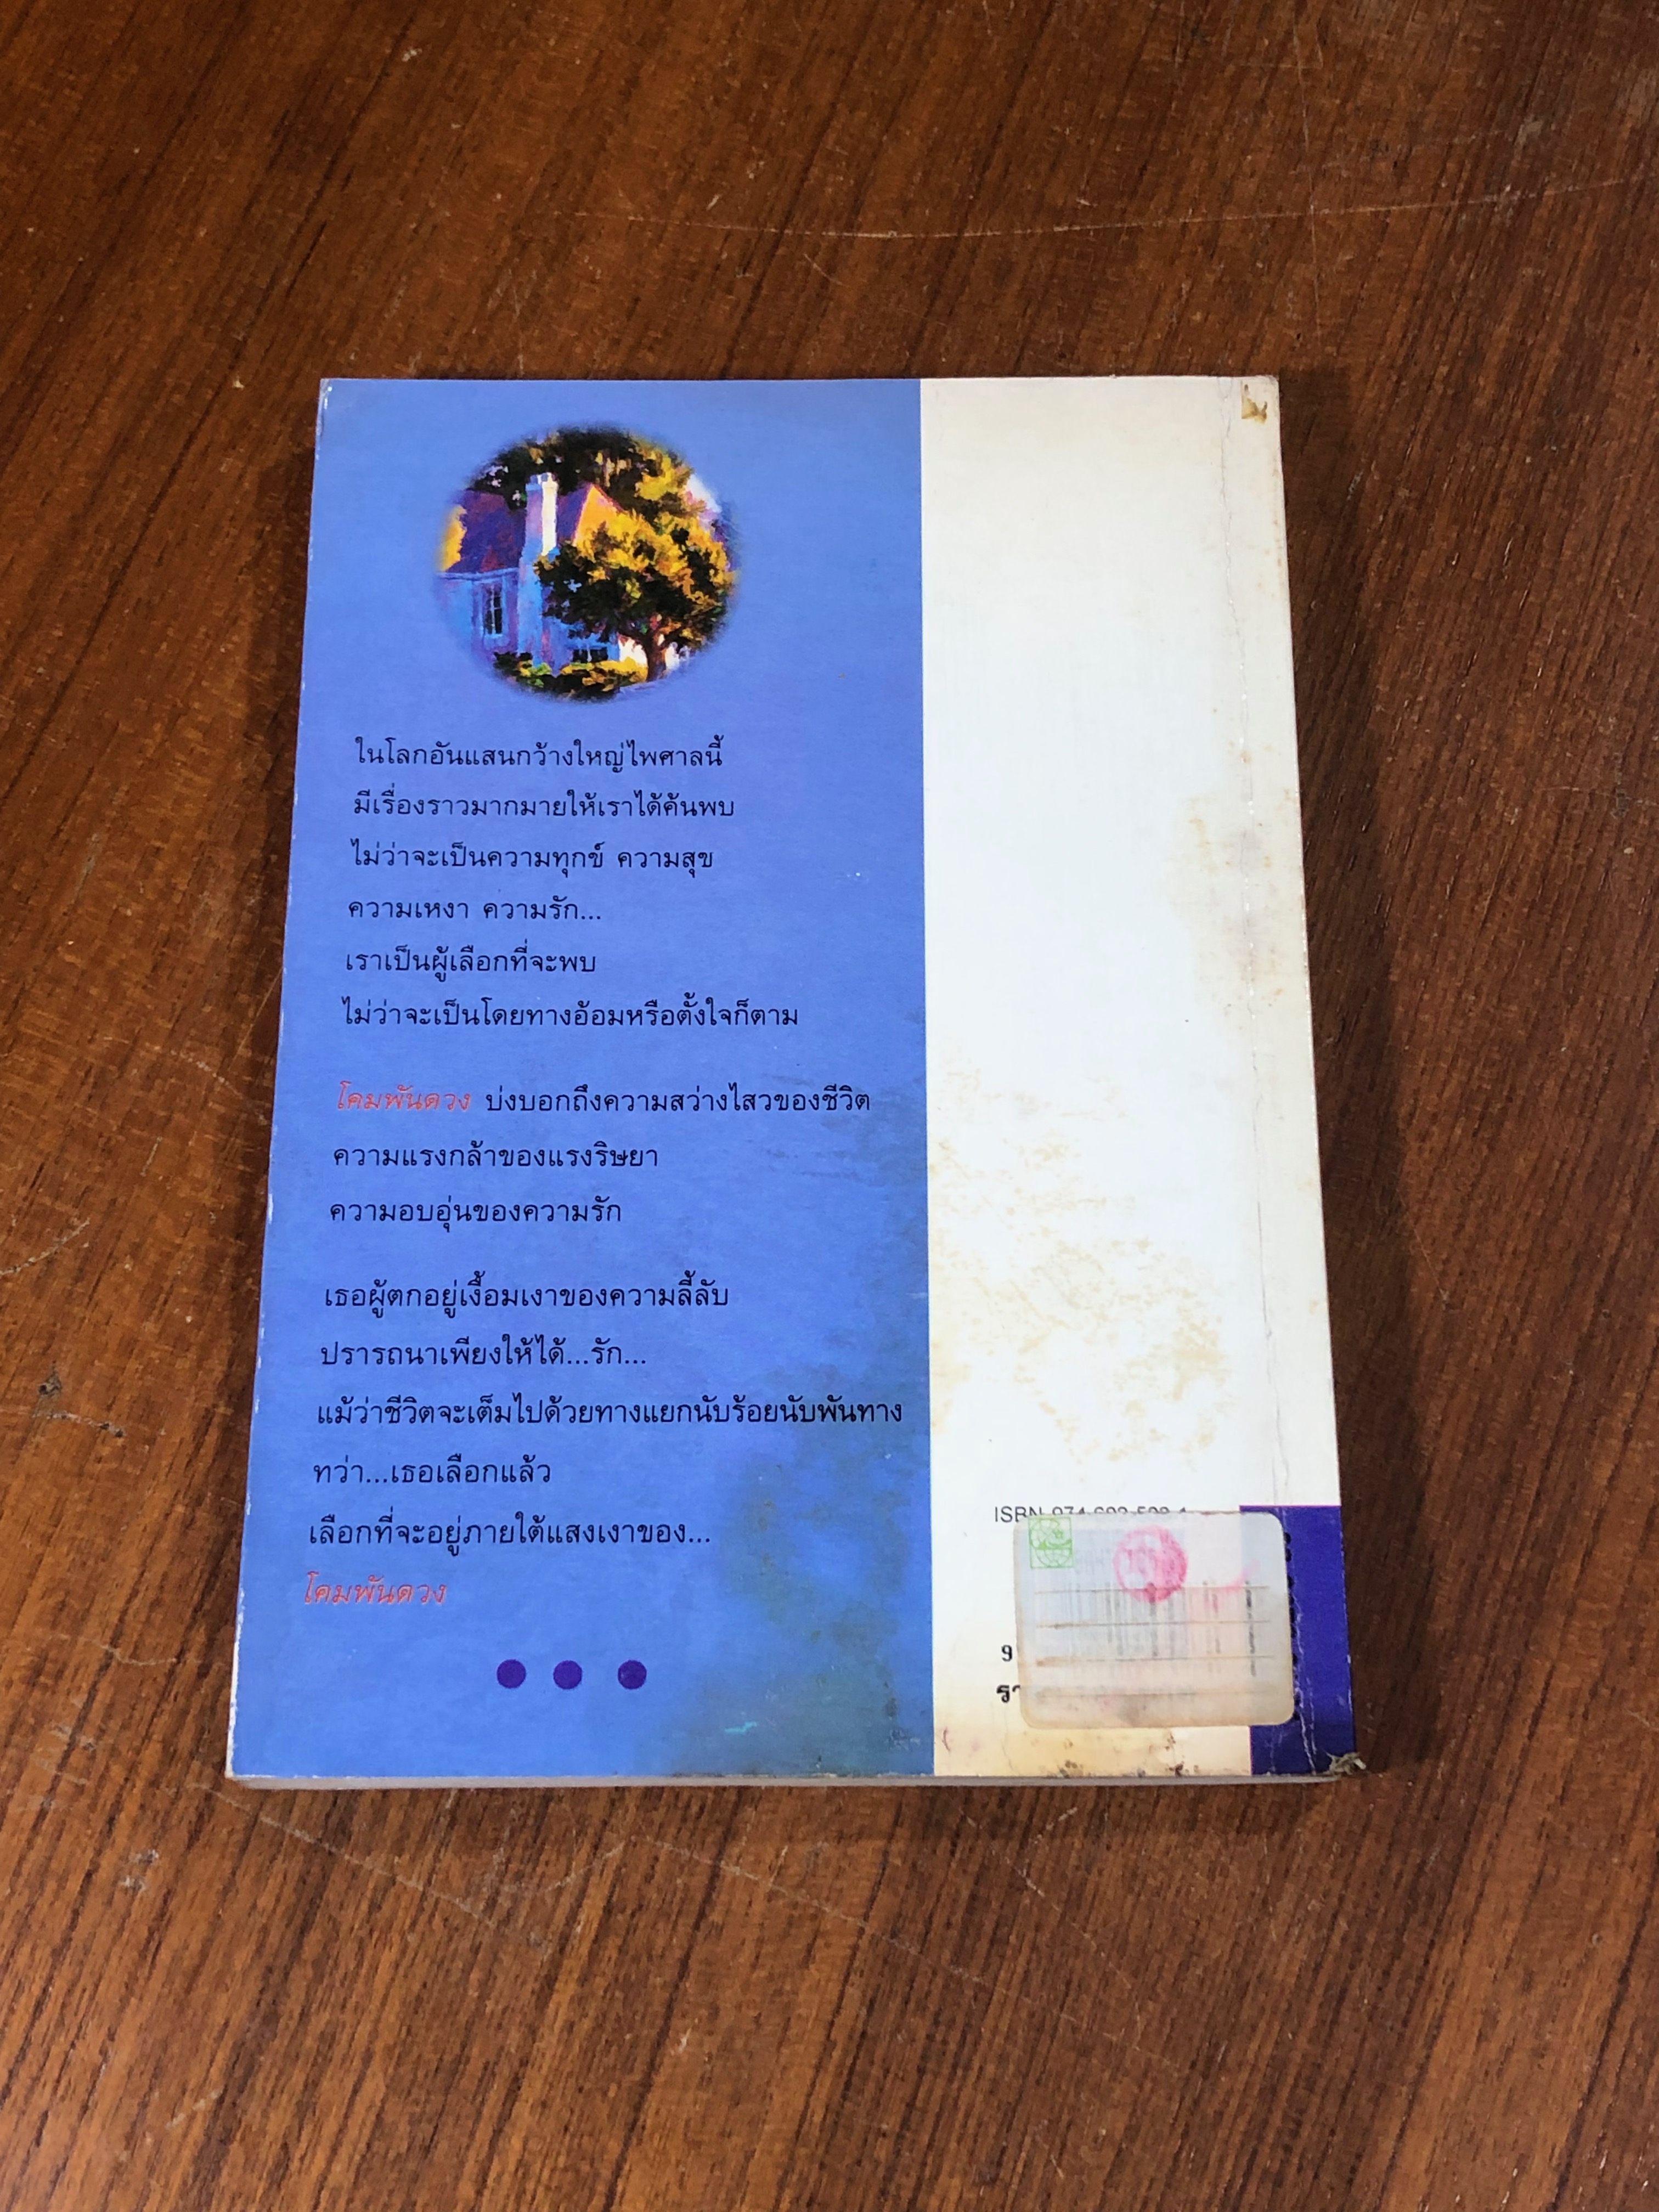 ในโลกอันแสนกว้างใหญ่ไพศาลนี้
มีเรื่องราวมากมายให้เราได้ค้นพบ
ไม่ว่าจะเป็นความทุกข์ ความสุข
ความเหงา ความรัก...
เราเป็นผู้เลือกที่จะพบ
ไม่ว่าจะเป็นโดยทางอ้อมหรือตั้งใจก็ตาม
โคมพันดวง บ่งบอกถึงความสว่างไสวของชีวิต
ความแรงกล้าของแรงริษยา
ความอบอุ่นของความรัก
เธอผู้ตกอยู่เงื้อมเงาของความลี้ลับ
ปรารถนาเพียงให้ได้...รัก...
แม้ว่าชีวิตจะเต็มไปด้วยทางแยกนับร้อยนับพันทาง
ทว่า...เธอเลือกแล้ว
เลือกที่จะอยู่ภายใต้แสงเงาของ...
โคมพันดวง
ISBN
9